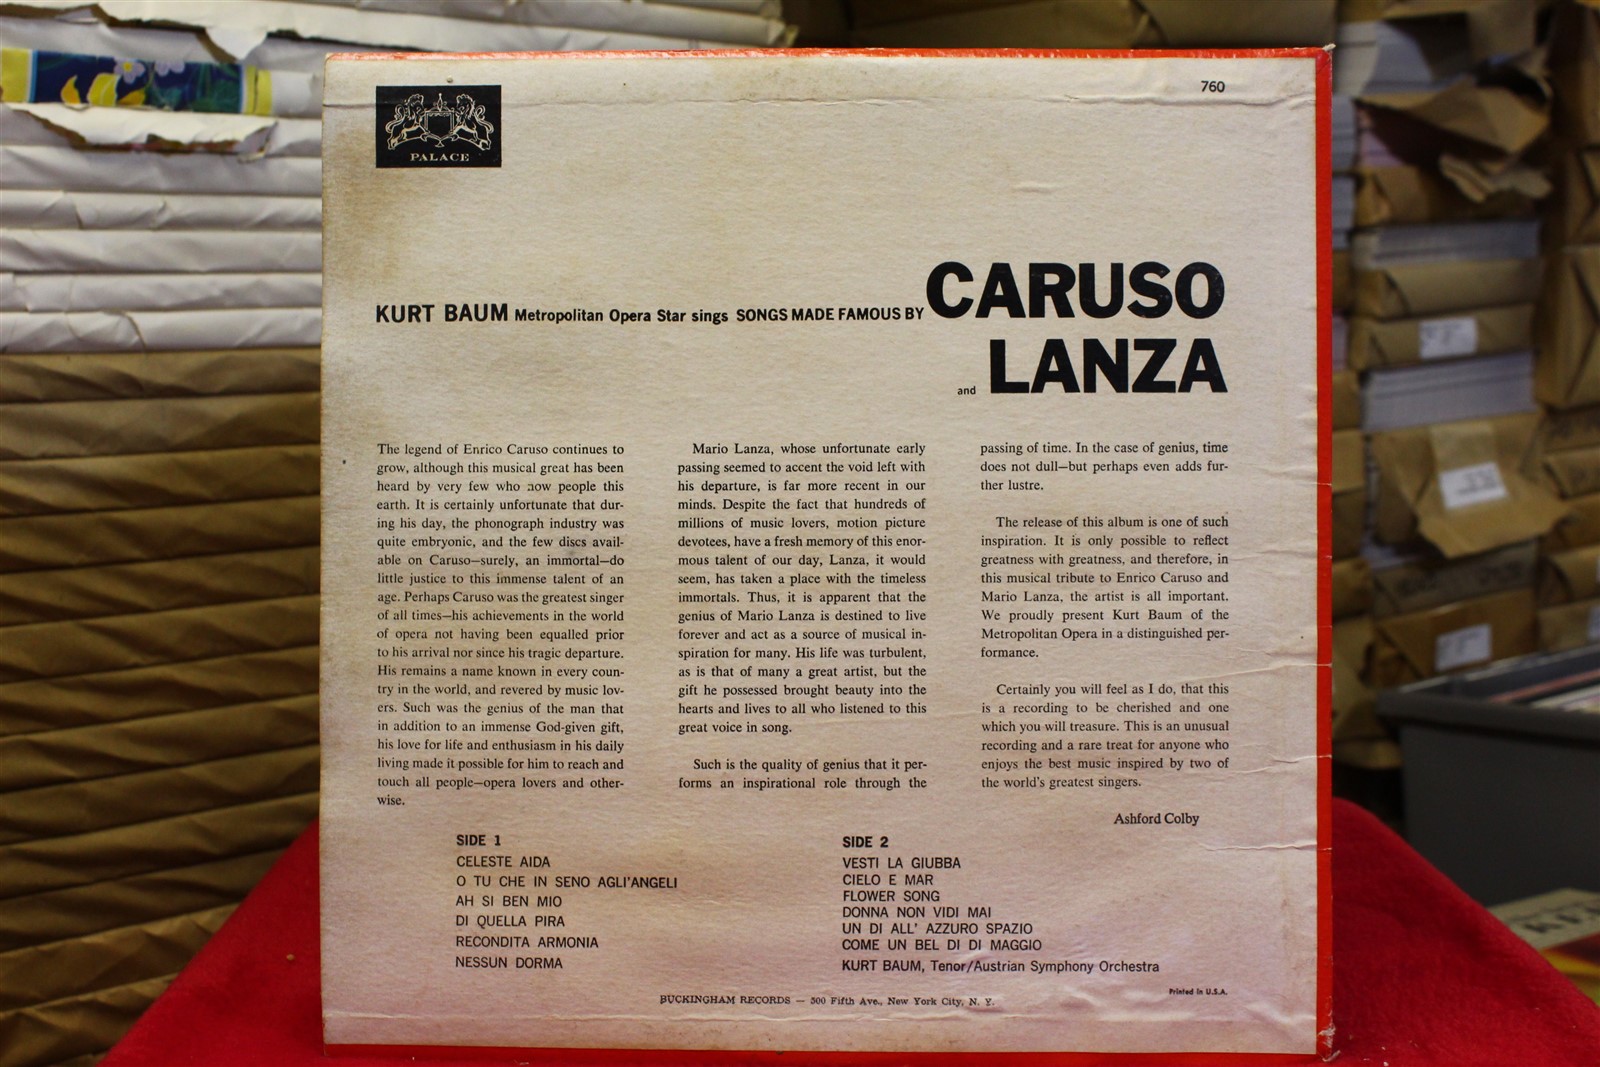 PALACE
760
KURT BAUM Metropolitan Opera Star sings SONGS MADE FAMOUS BY CARUSO
and LANZA
The legend of Enrico Caruso continues to
grow, although this musical great has been
heard by very few who now people this
earth. It is certainly unfortunate that dur-
ing his day, the phonograph industry was
quite embryonic, and the few discs avail-
able on Caruso—surely, an immortal—do
little justice to this immense talent of an
age. Perhaps Caruso was the greatest singer
of all times—his achievements in the world
of opera not having been equalled prior
to his arrival nor since his tragic departure.
His remains a name known in every coun-
try in the world, and revered by music lov-
ers. Such was the genius of the man that
in addition to an immense God-given gift,
his love for life and enthusiasm in his daily
living made it possible for him to reach and
touch all people—opera lovers and other-
wise.
Mario Lanza, whose unfortunate early
passing seemed to accent the void left with
his departure, is far more recent in our
minds. Despite the fact that hundreds of
millions of music lovers, motion picture
devotees, have a fresh memory of this enor-
mous talent of our day, Lanza, it would
seem, has taken a place with the timeless
immortals. Thus, it is apparent that the
genius of Mario Lanza is destined to live
forever and act as a source of musical in-
spiration for many. His life was turbulent,
as is that of many a great artist, but the
gift he possessed brought beauty into the
hearts and lives to all who listened to this
great voice in song.
Such is the quality of genius that it per-
forms an inspirational role through the
passing of time. In the case of genius, time
does not dull—but perhaps even adds fur-
ther lustre.
The release of this album is one of such
inspiration. It is only possible to reflect
greatness with greatness, and therefore, in
this musical tribute to Enrico Caruso and
Mario Lanza, the artist is all important.
We proudly present Kurt Baum of the
Metropolitan Opera in a distinguished per-
formance.
Certainly you will feel as I do, that this
is a recording to be cherished and one
which you will treasure. This is an unusual
recording and a rare treat for anyone who
enjoys the best music inspired by two of
the world's greatest singers.
Ashford Colby
SIDE 1
CELESTE AIDA
O TU CHE IN SENO AGLI'ANGELI
AH SI BEN MIO
DI QUELLA PIRA
RECONDITA ARMONIA
NESSUN DORMA
SIDE 2
VESTI LA GIUBBA
CIELO E MAR
FLOWER SONG
DONNA NON VIDI MAI
UN DI ALL' AZZURO SPAZIO
COME UN BEL DI DI MAGGIO
KURT BAUM, Tenor/Austrian Symphony Orchestra
Printed in U.S.A.
BUCKINGHAM RECORDS — 500 Fifth Ave., New York City, N. Y.